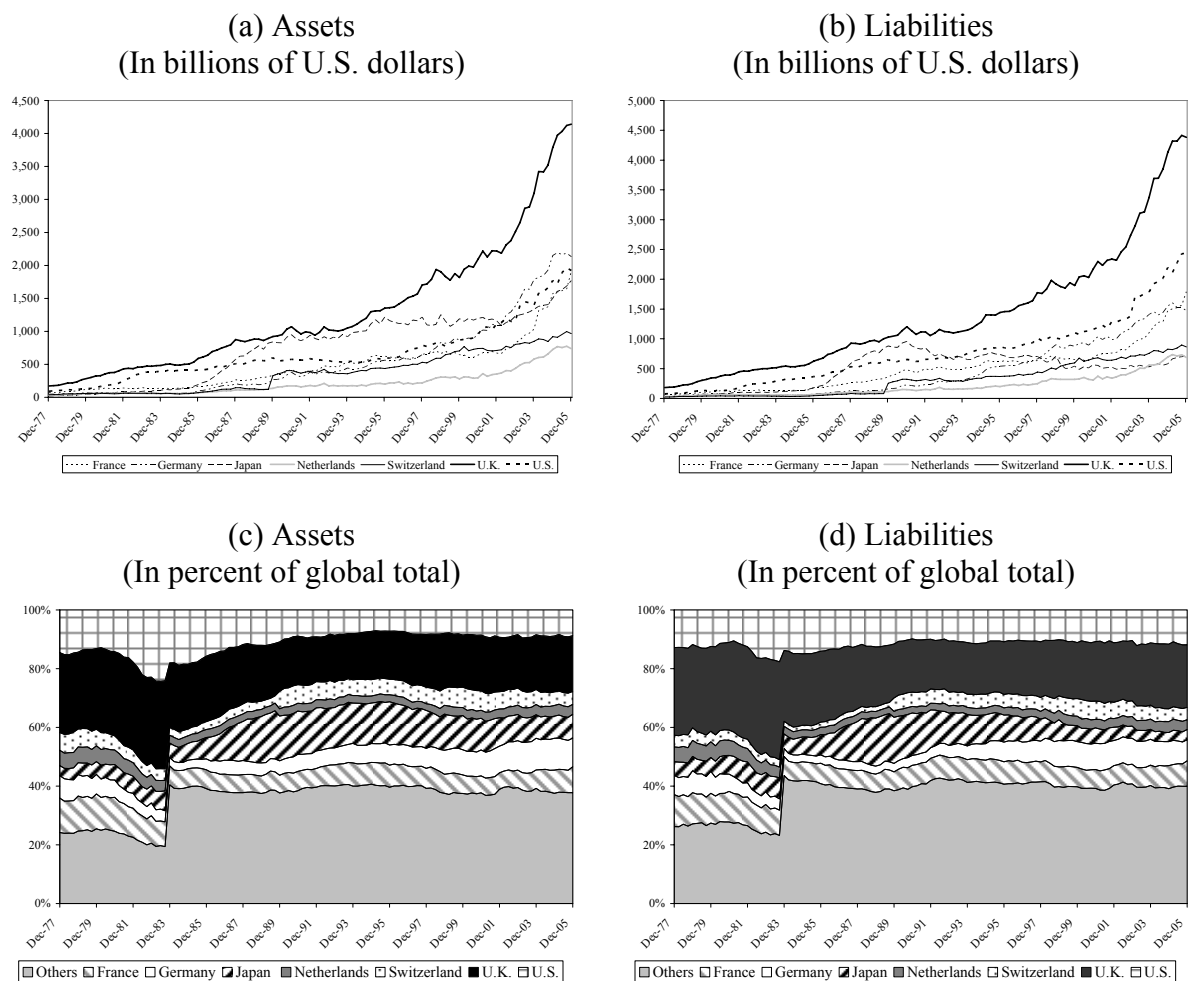 (a) Assets
(In billions of U.S. dollars)
4,500
4,000
3,500
3,000
2,500
2,000
1,500
1,000
500
0
Dec-77
Dec-79
Dec-81
Dec-83
Dec-85
Dec-87
Dec-89
Dec-91
Dec-93
Dec-95
Dec-97
Dec-99
Dec-01
Dec-03
Dec-05
France Germany Japan Netherlands Switzerland U.K. U.S.
(b) Liabilities
(In billions of U.S. dollars)
5,000
4,500
4,000
3,500
3,000
2,500
2,000
1,500
1,000
500
0
Dec-77
Dec-79
Dec-81
Dec-83
Dec-85
Dec-87
Dec-89
Dec-91
Dec-93
Dec-95
Dec-97
Dec-99
Dec-01
Dec-03
Dec-05
France Germany Japan Netherlands Switzerland U.K. U.S.
(c) Assets
(In percent of global total)
100%
80%
60%
40%
20%
0%
Dec-77
Dec-79
Dec-81
Dec-83
Dec-85
Dec-87
Dec-89
Dec-91
Dec-93
Dec-95
Dec-97
Dec-99
Dec-01
Dec-03
Dec-05
Others France Germany Japan Netherlands Switzerland U.K. U.S.
(d) Liabilities
(In percent of global total)
100%
80%
60%
40%
20%
0%
Dec-77
Dec-79
Dec-81
Dec-83
Dec-85
Dec-87
Dec-89
Dec-91
Dec-93
Dec-95
Dec-97
Dec-99
Dec-01
Dec-03
Dec-05
Others France Germany Japan Netherlands Switzerland U.K. U.S.